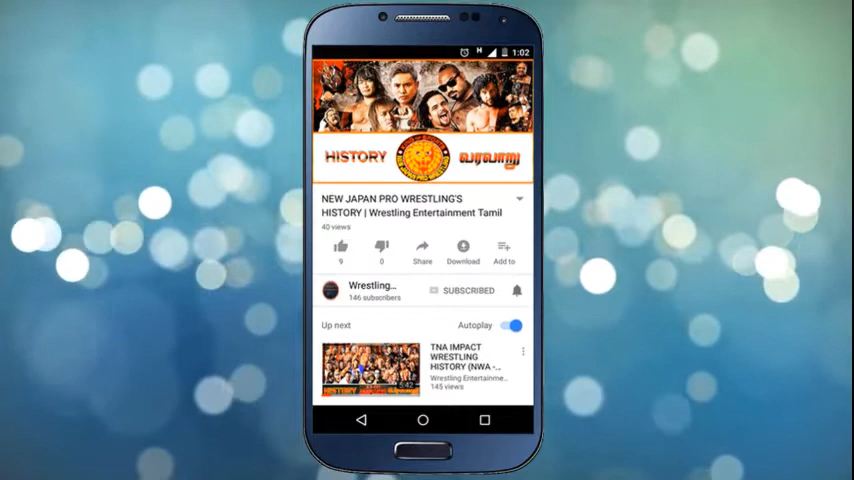 H 1:02
HISTORY
வரலாறு
NEW JAPAN PRO WRESTLING'S
HISTORY | Wrestling Entertainment Tamil
40 views
9
0
Share
Download
Add to
Wrestling...
146 subscribers
SUBSCRIBED
Up next
Autoplay
TNA IMPACT
WRESTLING
HISTORY (NWA -...
Wrestling Entertainme...
145 views
5:42
HISTORY